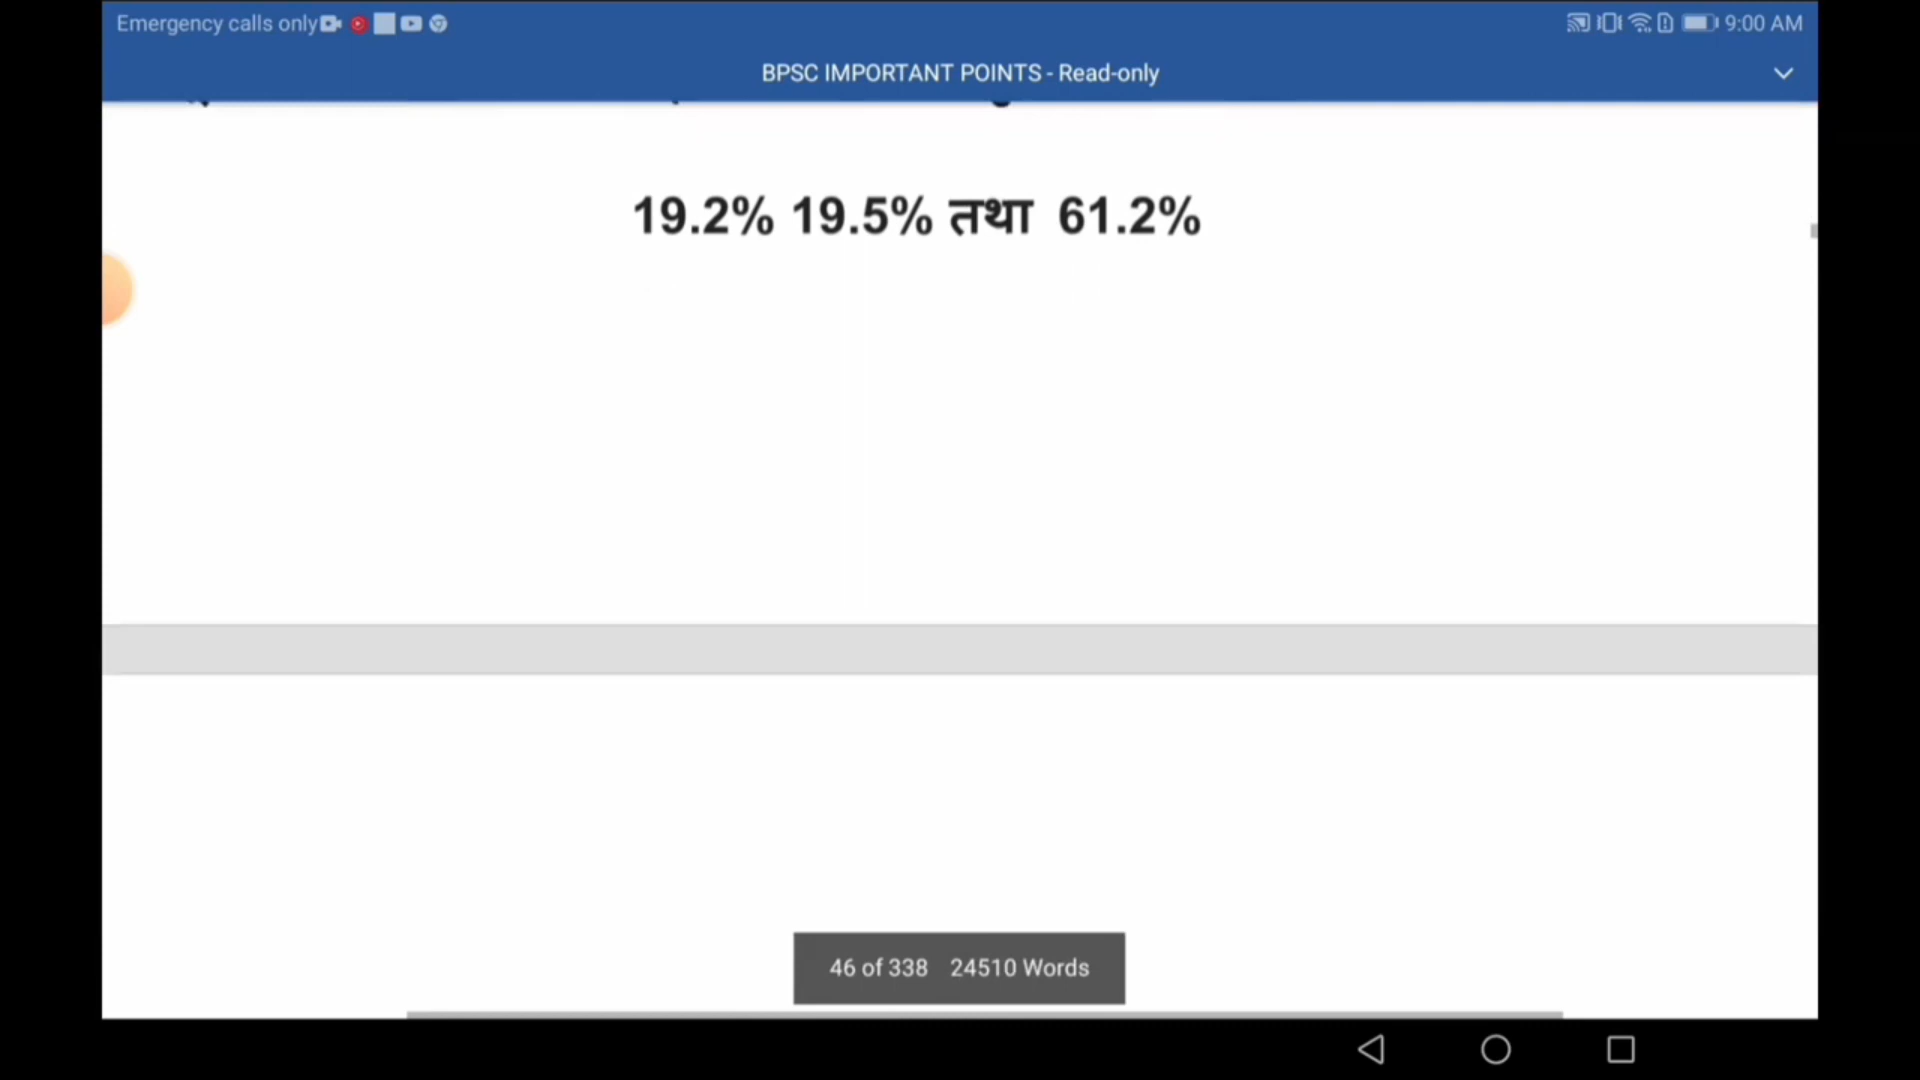 Emergency calls only 9:00 AM
BPSC IMPORTANT POINTS - Read-only
19.2% 19.5% तथा 61.2%
46 of 338 24510 Words